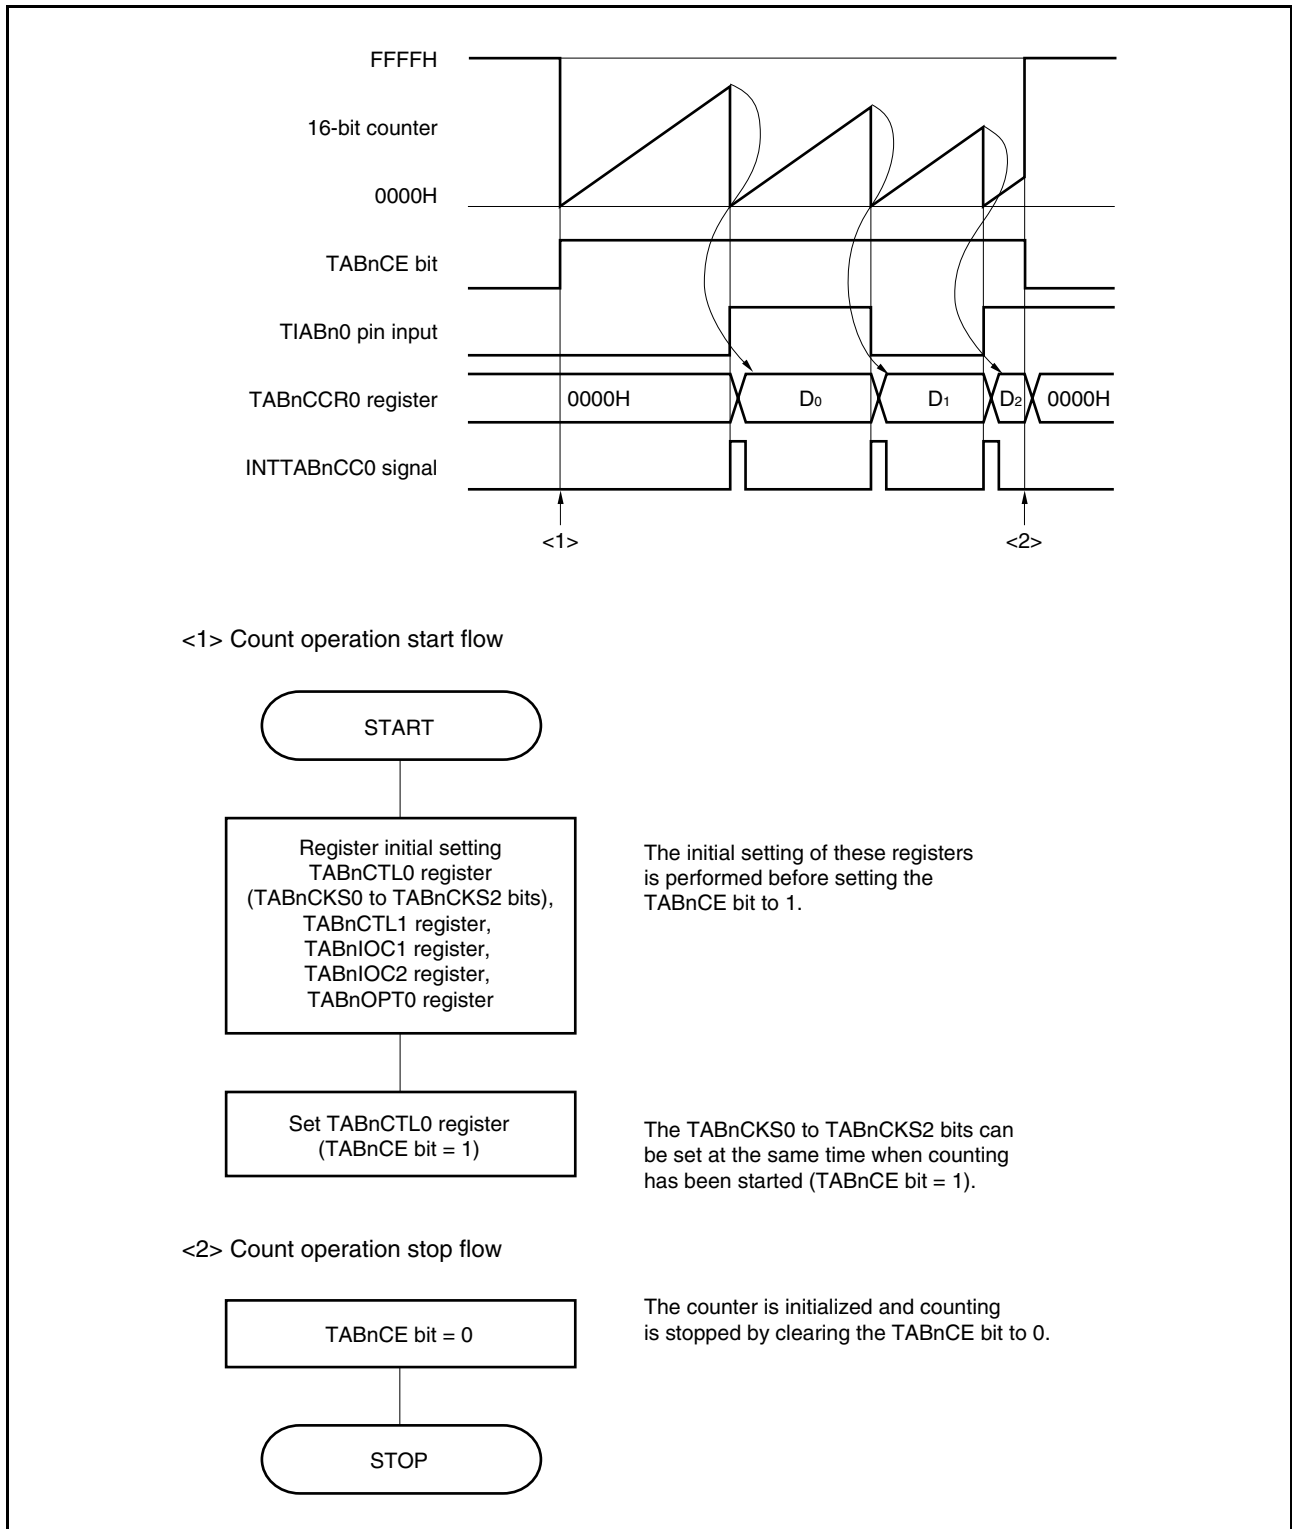 FFFFH
16-bit counter
0000H
TABnCE bit
TIABn0 pin input
TABnCCR0 register
0000H
D0
D1
D2
0000H
INTTABnCC0 signal
<1>
<2>
<1> Count operation start flow
START
Register initial setting
TABnCTL0 register
(TABnCKS0 to TABnCKS2 bits),
TABnCTL1 register,
TABnIOC1 register,
TABnIOC2 register,
TABnOPT0 register
The initial setting of these registers
is performed before setting the
TABnCE bit to 1.
Set TABnCTL0 register
(TABnCE bit = 1)
The TABnCKS0 to TABnCKS2 bits can
be set at the same time when counting
has been started (TABnCE bit = 1).
<2> Count operation stop flow
TABnCE bit = 0
The counter is initialized and counting
is stopped by clearing the TABnCE bit to 0.
STOP